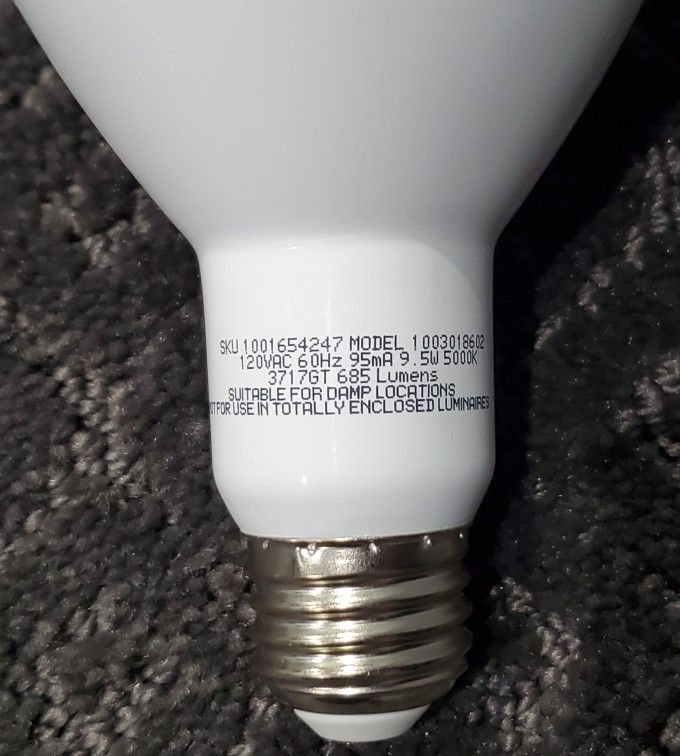 SKU 1001654247 MODEL 1003018602
120VAC 60Hz 95mA 9.5W 5000K
3717GT 685 Lumens
SUITABLE FOR DAMP LOCATIONS
OT FOR USE IN TOTALLY ENCLOSED LUMINAIRES